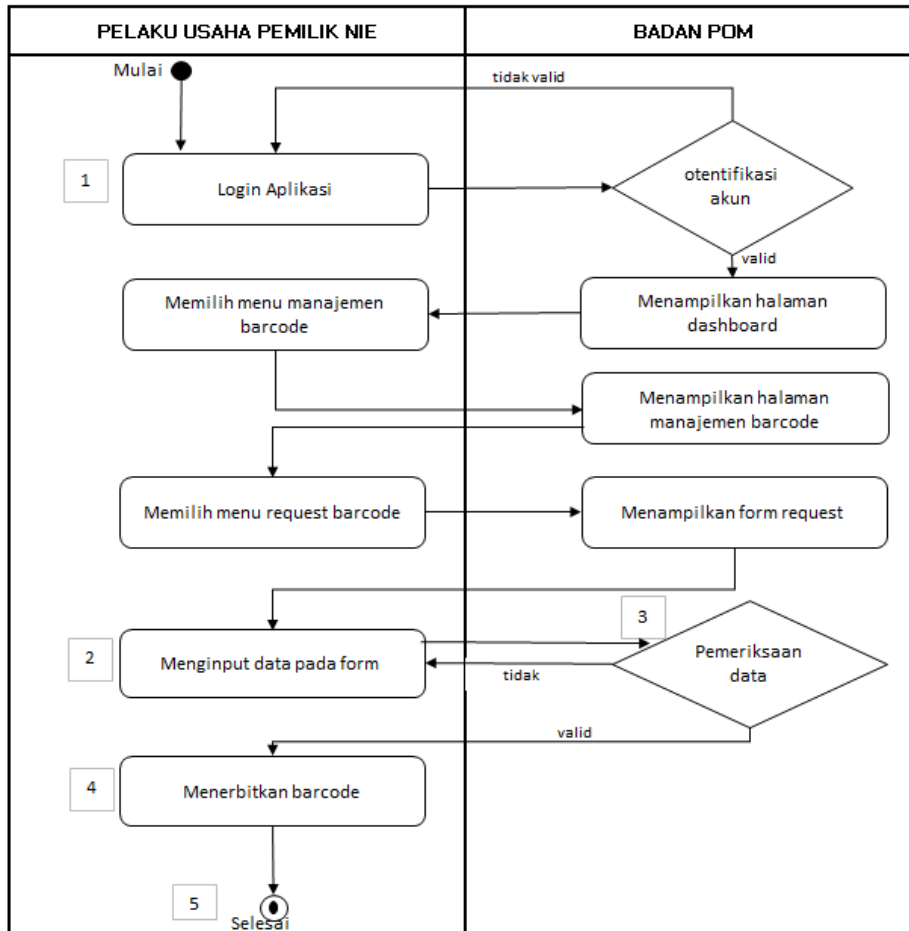 PELAKU USAHA PEMILIK NIE
BADAN POM
Mulai
tidak valid
1
Login Aplikasi
otentifikasi
akun
valid
Memilih menu manajemen
barcode
Menampilkan halaman
dashboard
Menampilkan halaman
manajemen barcode
Memilih menu request barcode
Menampilkan form request
3
2
Menginput data pada form
Pemeriksaan
data
tidak
valid
4
Menerbitkan barcode
5
Selesai